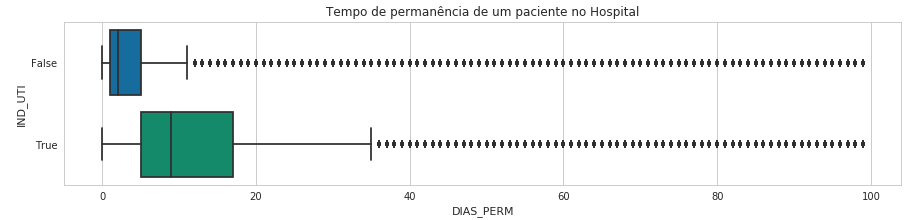 Tempo de permanência de um paciente no Hospital
IND_UTI
False
True
0 20 40 60 80 100
DIAS_PERM